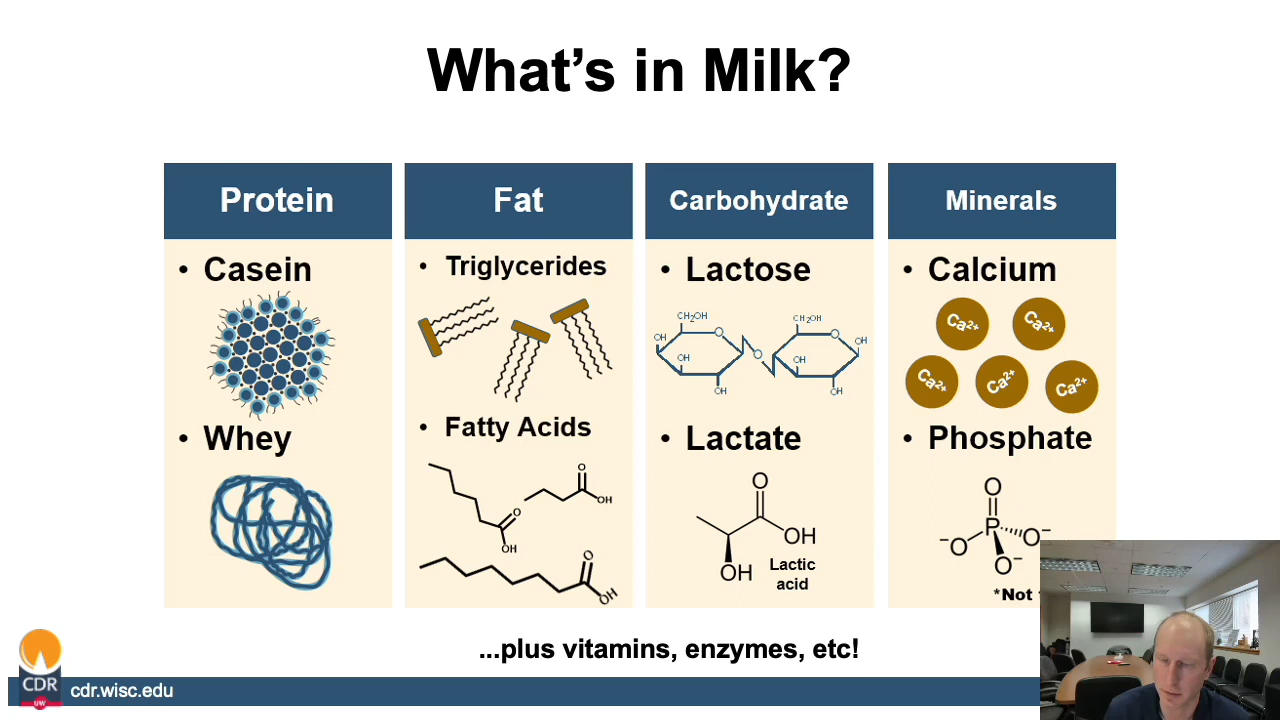 What's in Milk?
Protein
• Casein
• Whey
Fat
• Triglycerides
• Fatty Acids
O
OH
O
OH
O
OH
Carbohydrate
• Lactose
CH₂OH
O
OH
OH
OH
O
CH₂OH
O
OH
OH
OH
• Lactate
O
OH
OH
Lactic
acid
Minerals
• Calcium
Ca²⁺
Ca²⁺
Ca²⁺
Ca²⁺
Ca²⁺
• Phosphate
O
P
O⁻
⁻O
O⁻
*Not
...plus vitamins, enzymes, etc!
CDR
UW
cdr.wisc.edu